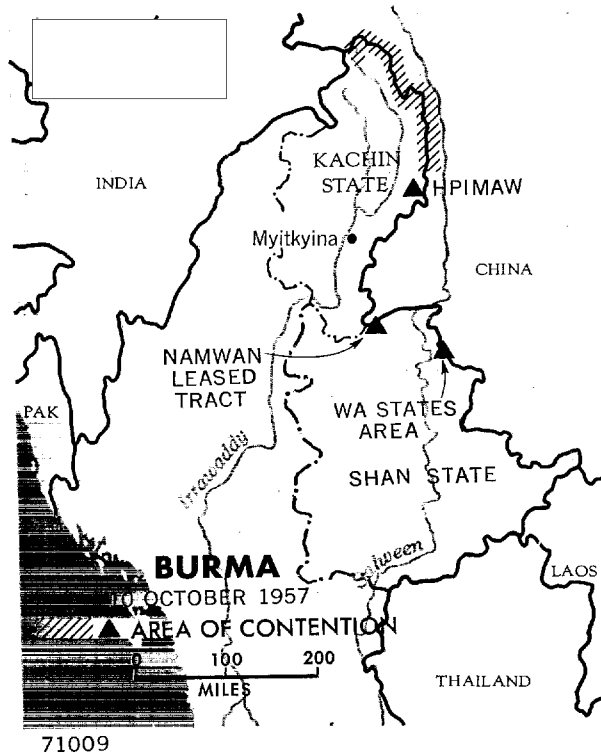 KACHIN
STATE
INDIA
HPIMAW
Myitkyina
CHINA
NAMWAN
LEASED
TRACT
PAK
WA STATES
AREA
Irrawaddy
SHAN STATE
Salween
BURMA
10 OCTOBER 1957
LAOS
AREA OF CONTENTION
0 100 200
MILES
THAILAND
71009